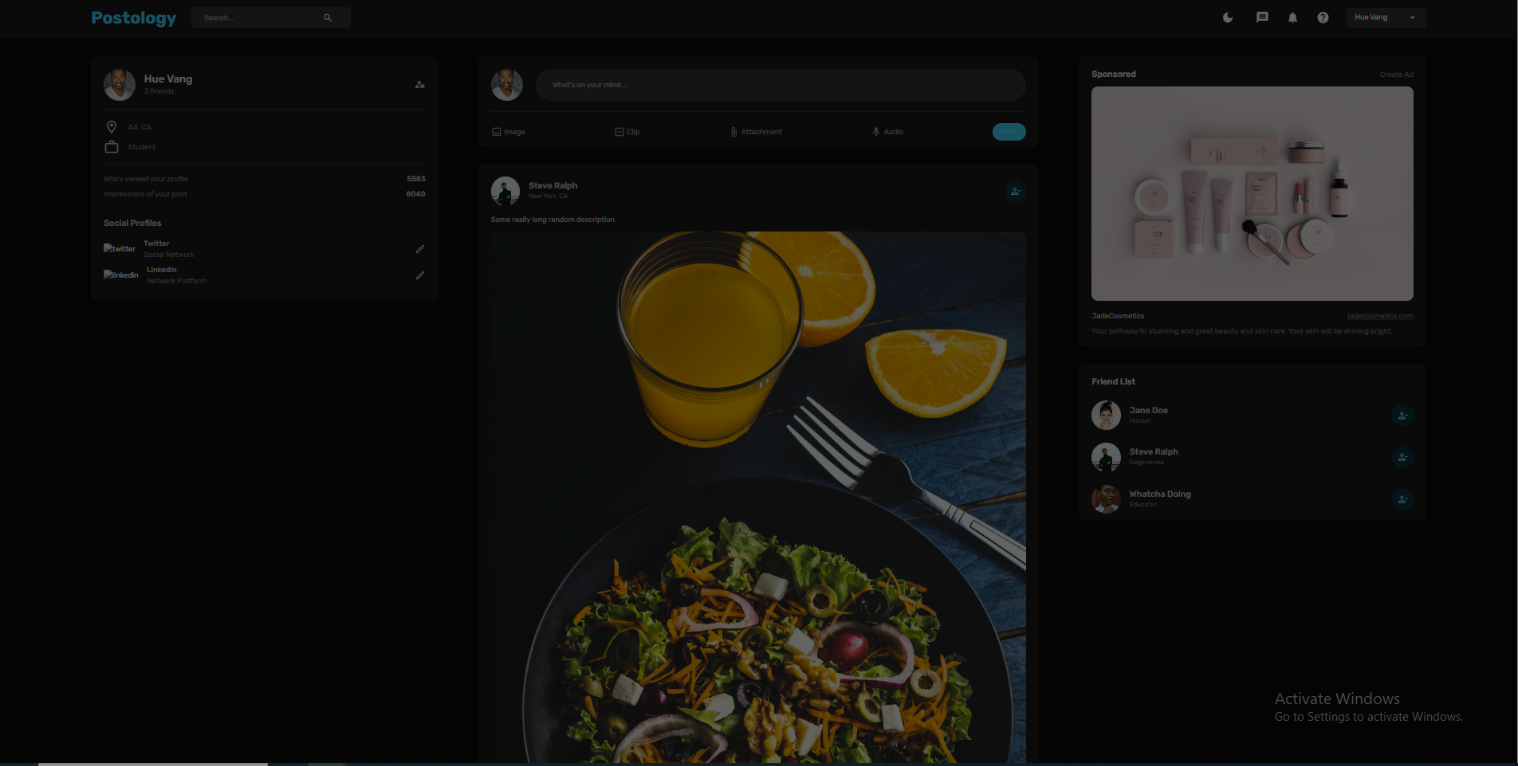 Postology
Search...
Hue Vang
Hue Vang
3 friends
AA, CA
Student
Who's viewed your profile 5583
Impressions of your post 8040
Social Profiles
twitter
Twitter
Social Network
linkedin
Linkedin
Network Platform
What's on your mind...
Image Clip Attachment Audio
Steve Ralph
New York, CA
Some really long random description
Sponsored Create Ad
JadeCosmetics jadecosmetics.com
Your pathway to stunning and great beauty and skin care. Your skin will be shining bright.
Friend List
Jane Doe
Hacker
Steve Ralph
Degenerate
Whatcha Doing
Educator
Activate Windows
Go to Settings to activate Windows.